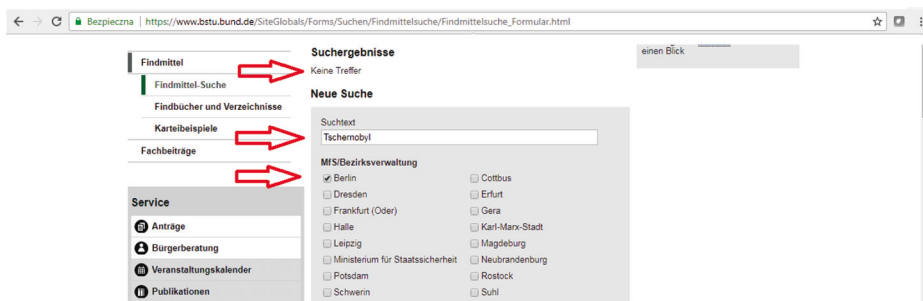 Bezpieczna | https://www.bstu.bund.de/SiteGlobals/Forms/Suchen/Findmittelsuche/Findmittelsuche_Formular.html
Findmittel
Findmittel-Suche
Findbücher und Verzeichnisse
Karteibeispiele
Fachbeiträge
Service
Anträge
Bürgerberatung
Veranstaltungskalender
Publikationen
Suchergebnisse
Keine Treffer
Neue Suche
Suchtext
Tschernobyl
MfS/Bezirksverwaltung
Berlin Cottbus
Dresden Erfurt
Frankfurt (Oder) Gera
Halle Karl-Marx-Stadt
Leipzig Magdeburg
Ministerium für Staatssicherheit Neubrandenburg
Potsdam Rostock
Schwerin Suhl
einen Blick